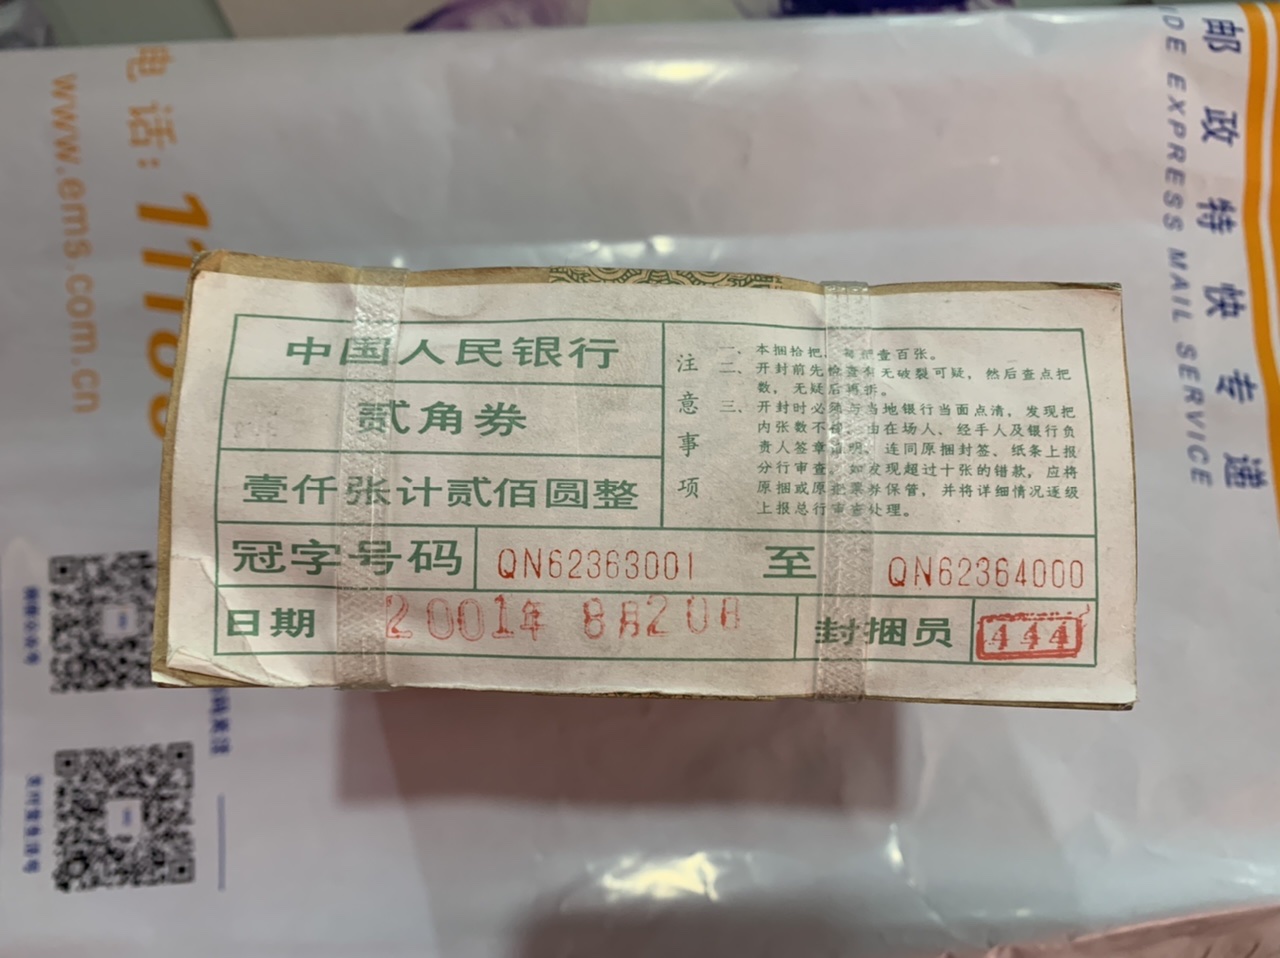 邮政特快专递
IDE EXPRESS MAIL SERVICE
电话:
www.ems.com.cn
中国人民银行
贰角券
壹仟张计贰佰圆整
注意事项
一、本捆拾把,每把壹百张。
二、开封前先检查有无破裂可疑,然后查点把
数,无疑后再拆。
三、开封时必须与当地银行当面点清,发现把
内张数不符,由在场人、经手人及银行负
责人签章证明,连同原捆封签、纸条上报
分行审查,如发现超过十张的错款,应将
原捆或原把票券保管,并将详细情况逐级
上报总行审查处理。
冠字号码 QN62363001 至 QN62364000
日期 2001年 8月20日 封捆员 444